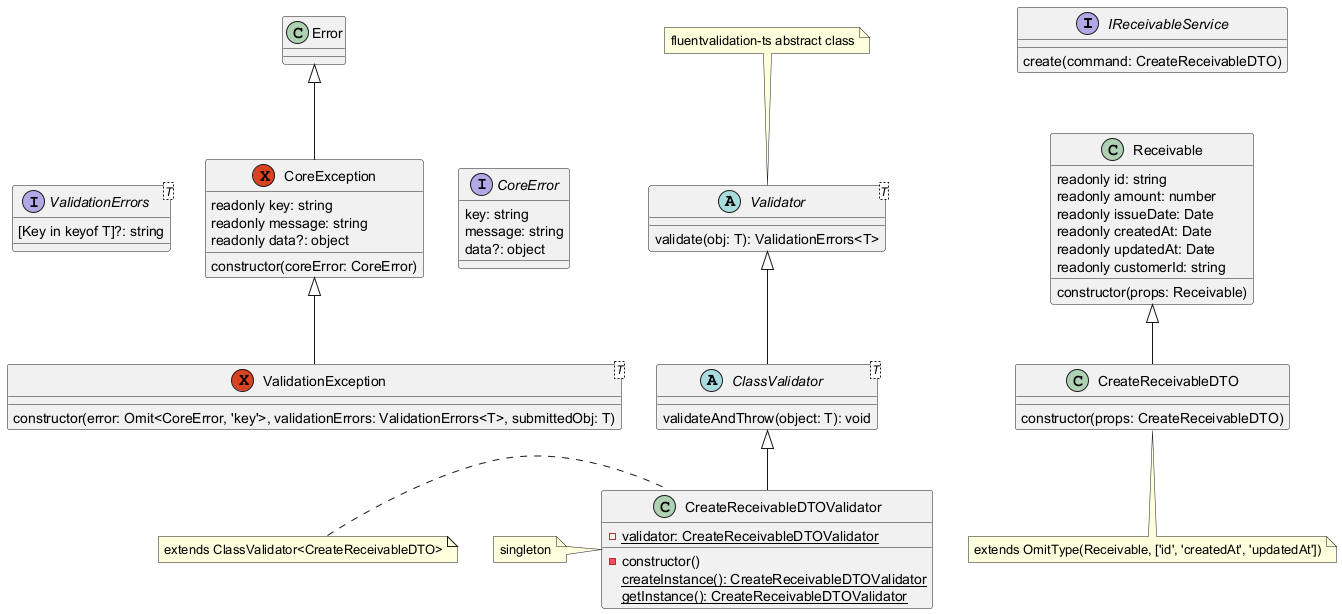 C Error
fluentvalidation-ts abstract class
I IReceivableService
create(command: CreateReceivableDTO)
I ValidationErrors T
[Key in keyof T]?: string
X CoreException
readonly key: string
readonly message: string
readonly data?: object
constructor(coreError: CoreError)
I CoreError
key: string
message: string
data?: object
A Validator T
validate(obj: T): ValidationErrors<T>
C Receivable
readonly id: string
readonly amount: number
readonly issueDate: Date
readonly createdAt: Date
readonly updatedAt: Date
readonly customerId: string
constructor(props: Receivable)
X ValidationException T
constructor(error: Omit<CoreError, 'key'>, validationErrors: ValidationErrors<T>, submittedObj: T)
A ClassValidator T
validateAndThrow(object: T): void
C CreateReceivableDTO
constructor(props: CreateReceivableDTO)
extends ClassValidator<CreateReceivableDTO>
singleton
C CreateReceivableDTOValidator
validator: CreateReceivableDTOValidator
constructor()
createInstance(): CreateReceivableDTOValidator
getInstance(): CreateReceivableDTOValidator
extends OmitType(Receivable, ['id', 'createdAt', 'updatedAt'])